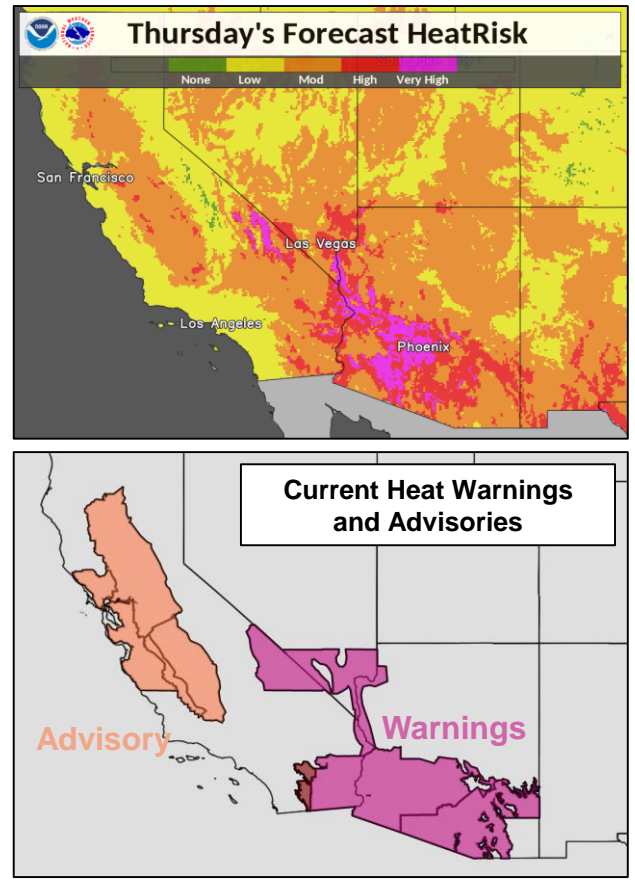 Thursday's Forecast HeatRisk
None Low Mod High Very High
San Francisco
Las Vegas
Los Angeles
Phoenix
Current Heat Warnings
and Advisories
Advisory
Warnings